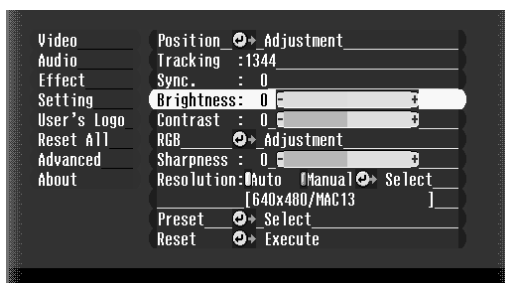 Video
Audio
Effect
Setting
User's Logo
Reset All
Advanced
About
Position Adjustment
Tracking :1344
Sync. : 0
Brightness: 0 - +
Contrast : 0 - +
RGB Adjustment
Sharpness : 0 - +
Resolution: Auto Manual Select
[640x480/MAC13 ]
Preset Select
Reset Execute